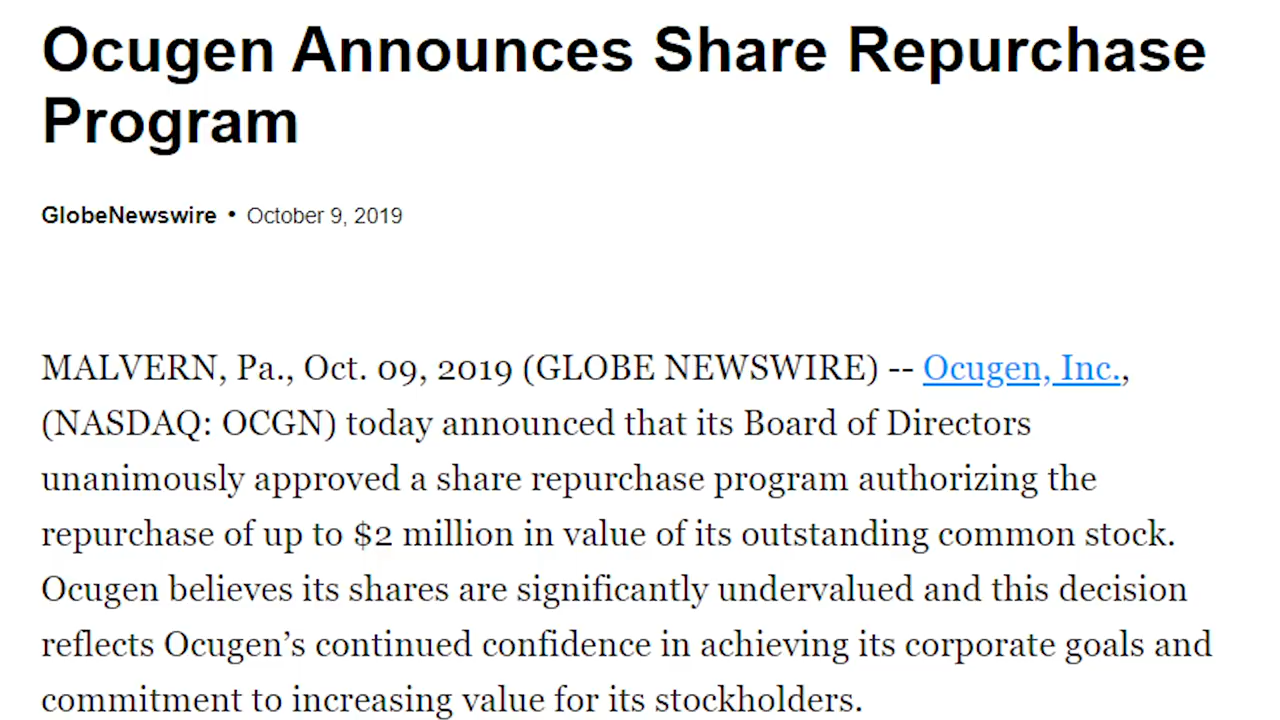 Ocugen Announces Share Repurchase
Program
GlobeNewswire • October 9, 2019
MALVERN, Pa., Oct. 09, 2019 (GLOBE NEWSWIRE) -- Ocugen, Inc.,
(NASDAQ: OCGN) today announced that its Board of Directors
unanimously approved a share repurchase program authorizing the
repurchase of up to $2 million in value of its outstanding common stock.
Ocugen believes its shares are significantly undervalued and this decision
reflects Ocugen’s continued confidence in achieving its corporate goals and
commitment to increasing value for its stockholders.